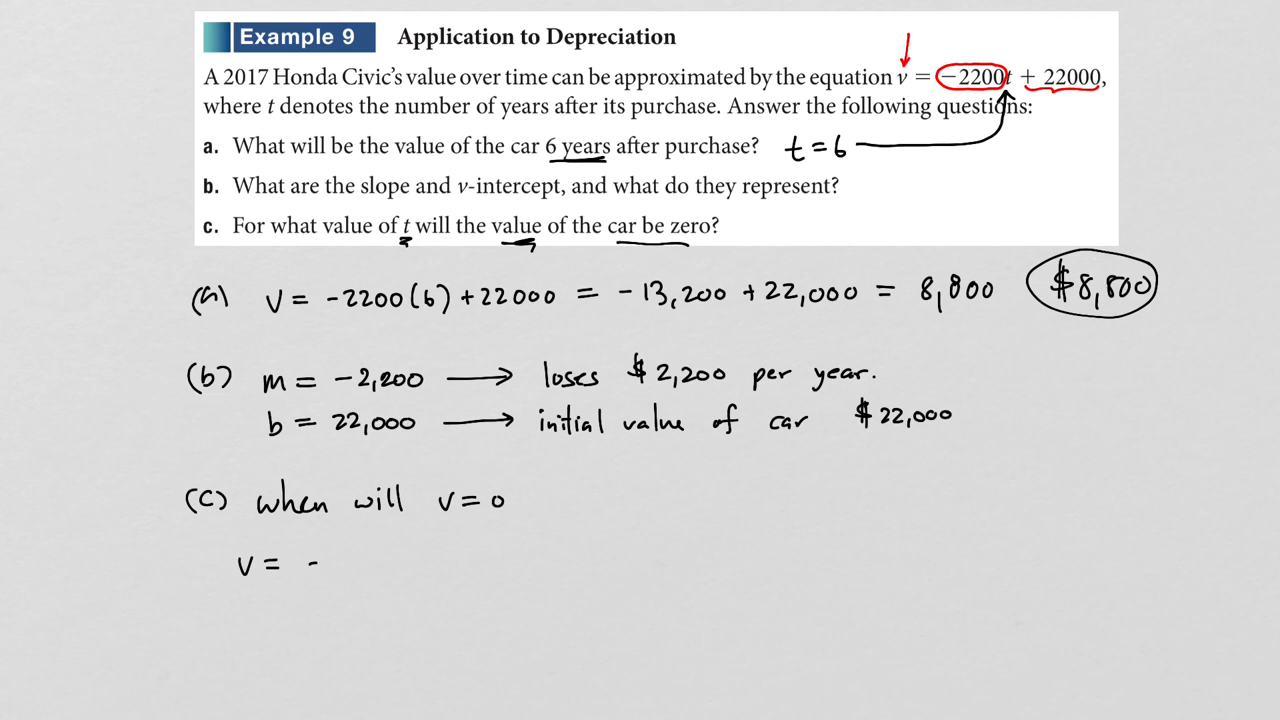 Example 9 Application to Depreciation
A 2017 Honda Civic's value over time can be approximated by the equation v = −2200t + 22000,
where t denotes the number of years after its purchase. Answer the following questions:
a. What will be the value of the car 6 years after purchase? t = 6
b. What are the slope and v-intercept, and what do they represent?
c. For what value of t will the value of the car be zero?
(a) v = -2200(6) + 22000 = -13,200 + 22,000 = 8,800 $8,800
(b) m = -2,200 → loses $2,200 per year.
b = 22,000 → initial value of car $22,000
(c) when will v = 0
v = -